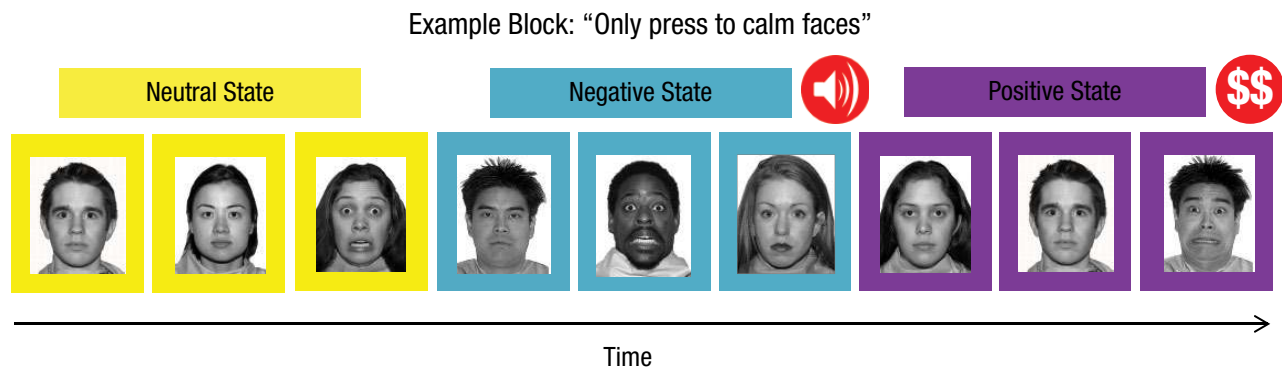 Example Block: “Only press to calm faces”
Neutral State
Negative State
Positive State
$$
Time